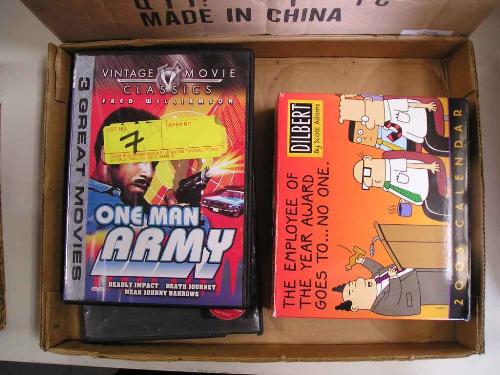 MADE IN CHINA
VINTAGE MOVIE
CLASSICS
FRED WILLIAMSON
3 GREAT MOVIES
LOT NO.
7
ONE MAN
ARMY
DEADLY IMPACT DEATH JOURNEY
MEAN JOHNNY BARROWS
DILBERT
By Scott Adams
THE EMPLOYEE OF
THE YEAR AWARD
GOES TO... NO ONE.
2005 CALENDAR